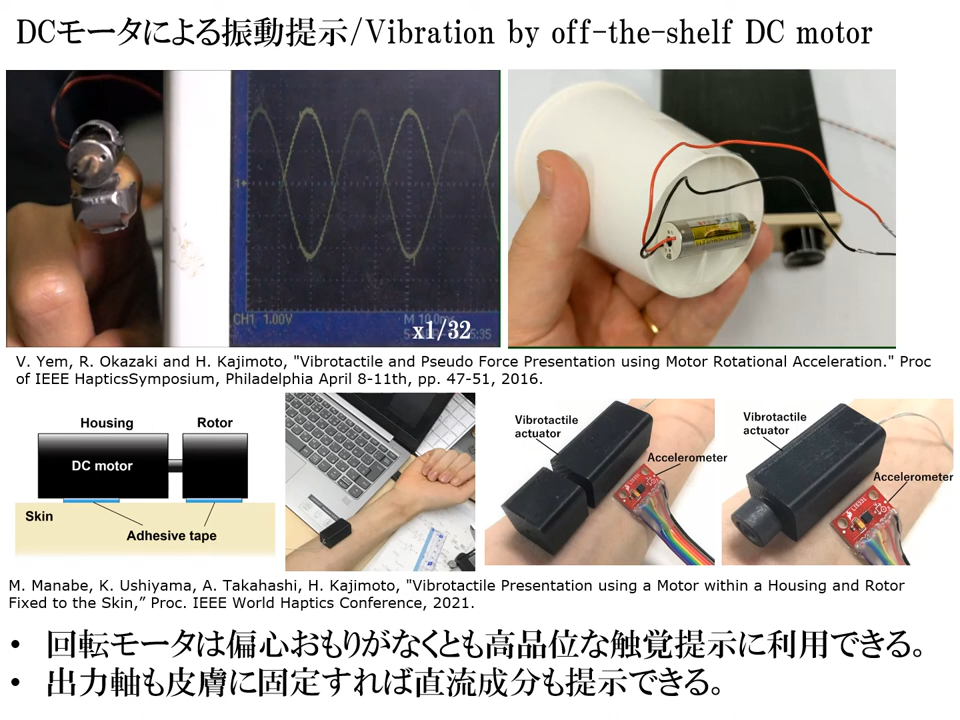 DCモータによる振動提示/Vibration by off-the-shelf DC motor
CH1 1.00V
M 10.0ms
x1/32
V. Yem, R. Okazaki and H. Kajimoto, "Vibrotactile and Pseudo Force Presentation using Motor Rotational Acceleration." Proc
of IEEE HapticsSymposium, Philadelphia April 8-11th, pp. 47-51, 2016.
Housing
Rotor
DC motor
Skin
Adhesive tape
Vibrotactile
actuator
Accelerometer
Vibrotactile
actuator
Accelerometer
M. Manabe, K. Ushiyama, A. Takahashi, H. Kajimoto, "Vibrotactile Presentation using a Motor within a Housing and Rotor
Fixed to the Skin,” Proc. IEEE World Haptics Conference, 2021.
• 回転モータは偏心おもりがなくとも高品位な触覚提示に利用できる。
• 出力軸も皮膚に固定すれば直流成分も提示できる。